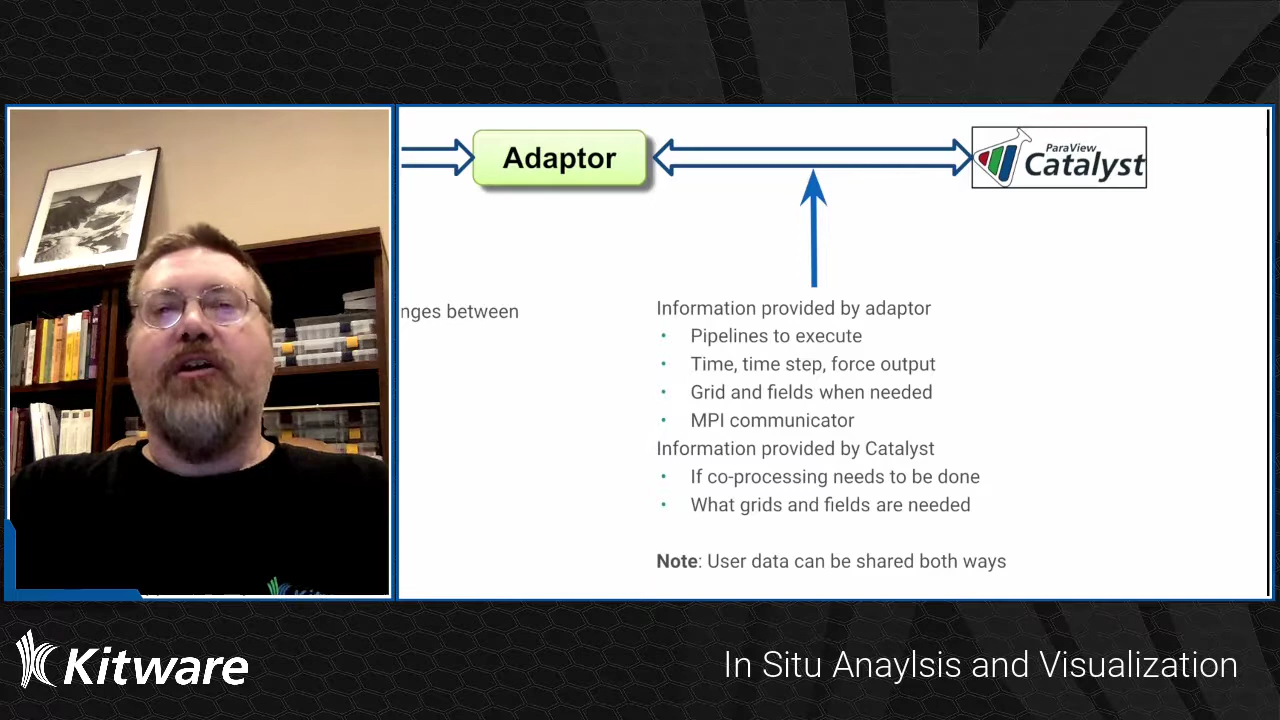 Adaptor
ParaView
Catalyst
nges between
Information provided by adaptor
• Pipelines to execute
• Time, time step, force output
• Grid and fields when needed
• MPI communicator
Information provided by Catalyst
• If co-processing needs to be done
• What grids and fields are needed
Note: User data can be shared both ways
Kitware
In Situ Anaylsis and Visualization